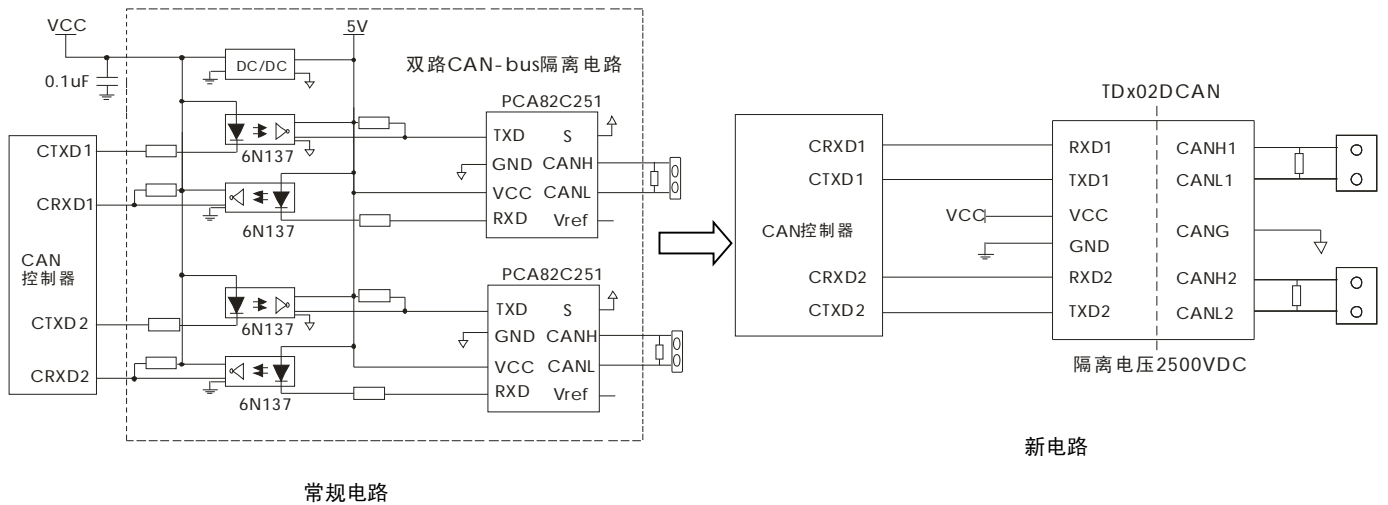 VCC
5V
0.1uF
DC/DC
双路CAN-bus隔离电路
PCA82C251
CTXD1
6N137
TXD
S
GND
CANH
VCC
CANL
RXD
Vref
CRXD1
6N137
CAN
控制器
PCA82C251
CTXD2
6N137
TXD
S
GND
CANH
VCC
CANL
RXD
Vref
CRXD2
6N137
常规电路
TDx02DCAN
CRXD1
RXD1
CANH1
CTXD1
TXD1
CANL1
VCC
VCC
CAN控制器
CANG
GND
CRXD2
RXD2
CANH2
CTXD2
TXD2
CANL2
隔离电压2500VDC
新电路